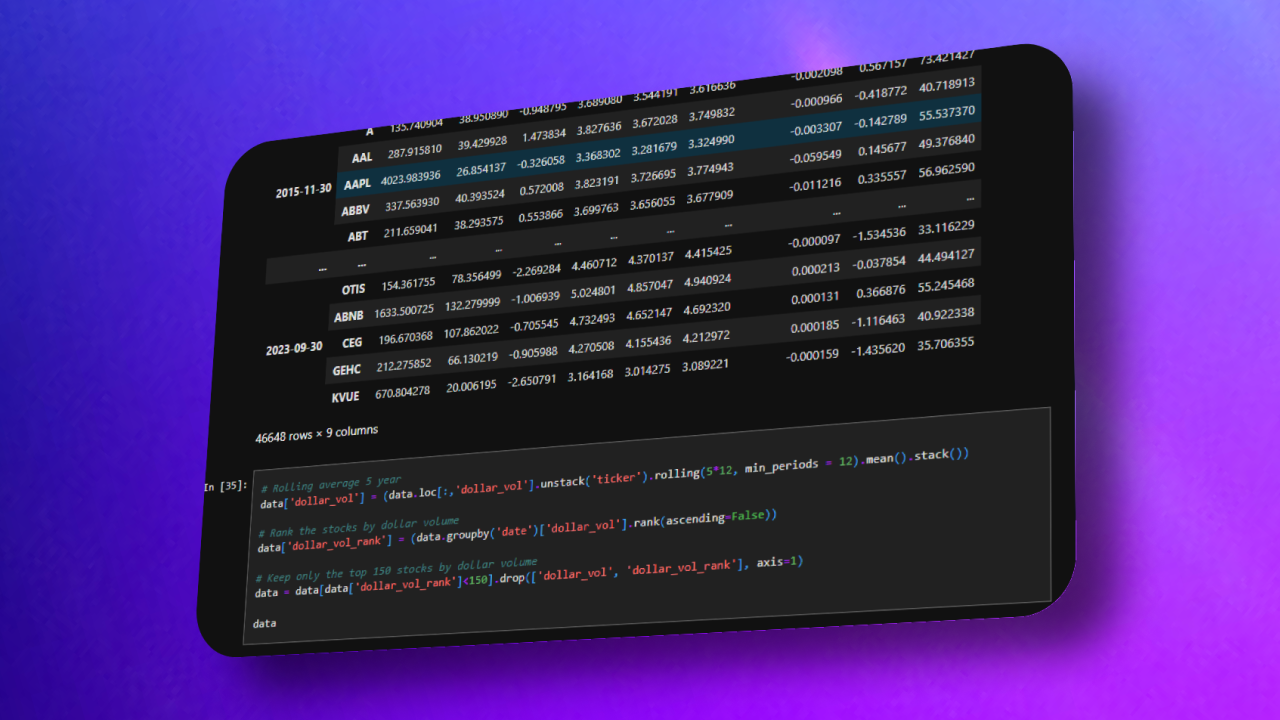 A 135.740904 38.950890 -0.948795 3.689080 3.544191 3.616636 -0.002098 0.567157 73.421427
AAL 287.915810 39.429928 1.473834 3.827636 3.672028 3.749832 -0.000966 -0.418772 40.718913
2015-11-30 AAPL 4023.983936 26.854137 -0.326058 3.368302 3.281679 3.324990 -0.003307 -0.142789 55.537370
ABBV 337.563930 40.393524 0.572008 3.823191 3.726695 3.774943 -0.059549 0.145677 49.376840
ABT 211.659041 38.293575 0.553866 3.699763 3.656055 3.677909 -0.011216 0.335557 56.962590
... ... ... ... ... ... ... ... ... ... ...
OTIS 154.361755 78.356499 -2.269284 4.460712 4.370137 4.415425 -0.000097 -1.534536 33.116229
ABNB 1633.500725 132.279999 -1.006939 5.024801 4.857047 4.940924 0.000213 -0.037854 44.494127
2023-09-30 CEG 196.670368 107.862022 -0.705545 4.732493 4.652147 4.692320 0.000131 0.366876 55.245468
GEHC 212.275852 66.130219 -0.905988 4.270508 4.155436 4.212972 0.000185 -1.116463 40.922338
KVUE 670.804278 20.006195 -2.650791 3.164168 3.014275 3.089221 -0.000159 -1.435620 35.706355
46648 rows × 9 columns
In [35]:
# Rolling average 5 year
data['dollar_vol'] = (data.loc[:,'dollar_vol'].unstack('ticker').rolling(5*12, min_periods = 12).mean().stack())
# Rank the stocks by dollar volume
data['dollar_vol_rank'] = (data.groupby('date')['dollar_vol'].rank(ascending=False))
# Keep only the top 150 stocks by dollar volume
data = data[data['dollar_vol_rank']<150].drop(['dollar_vol', 'dollar_vol_rank'], axis=1)
data